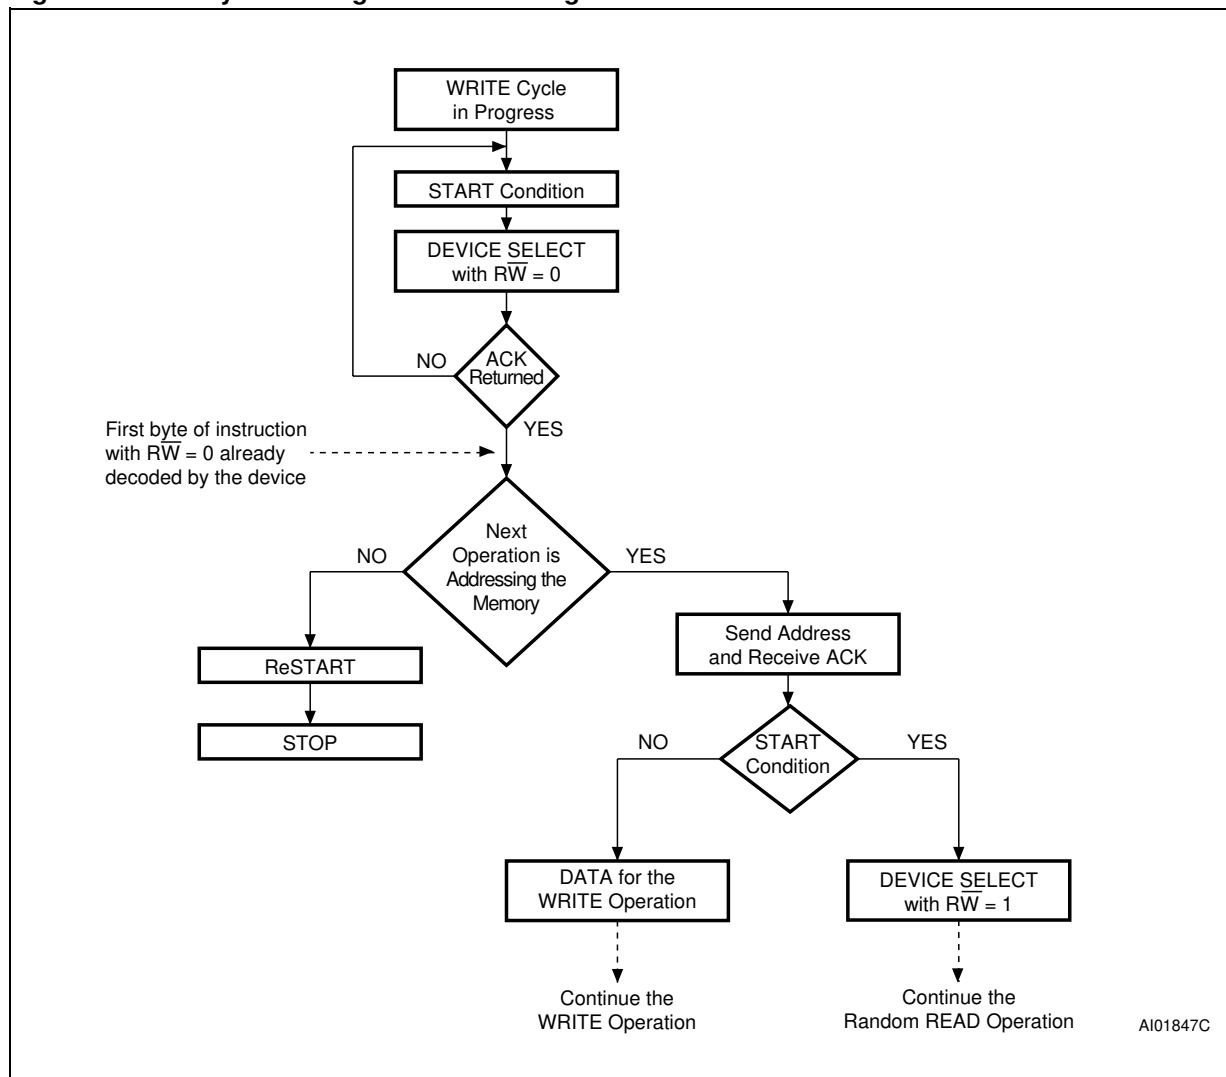 WRITE Cycle
in Progress
START Condition
DEVICE SELECT
with RW̅ = 0
NO
ACK
Returned
YES
First byte of instruction
with RW̅ = 0 already
decoded by the device
Next
Operation is
Addressing the
Memory
NO
YES
Send Address
and Receive ACK
ReSTART
STOP
NO
START
Condition
YES
DATA for the
WRITE Operation
DEVICE SELECT
with RW̅ = 1
Continue the
WRITE Operation
Continue the
Random READ Operation
AI01847C